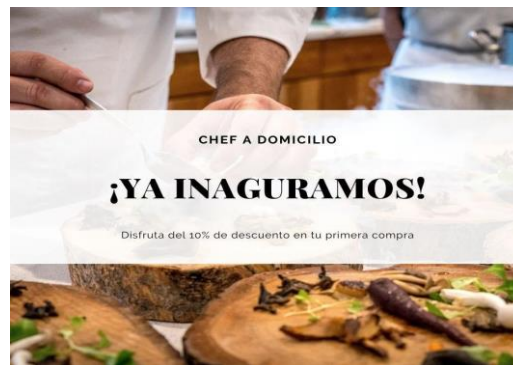 CHEF A DOMICILIO
¡YA INAGURAMOS!
Disfruta del 10% de descuento en tu primera compra